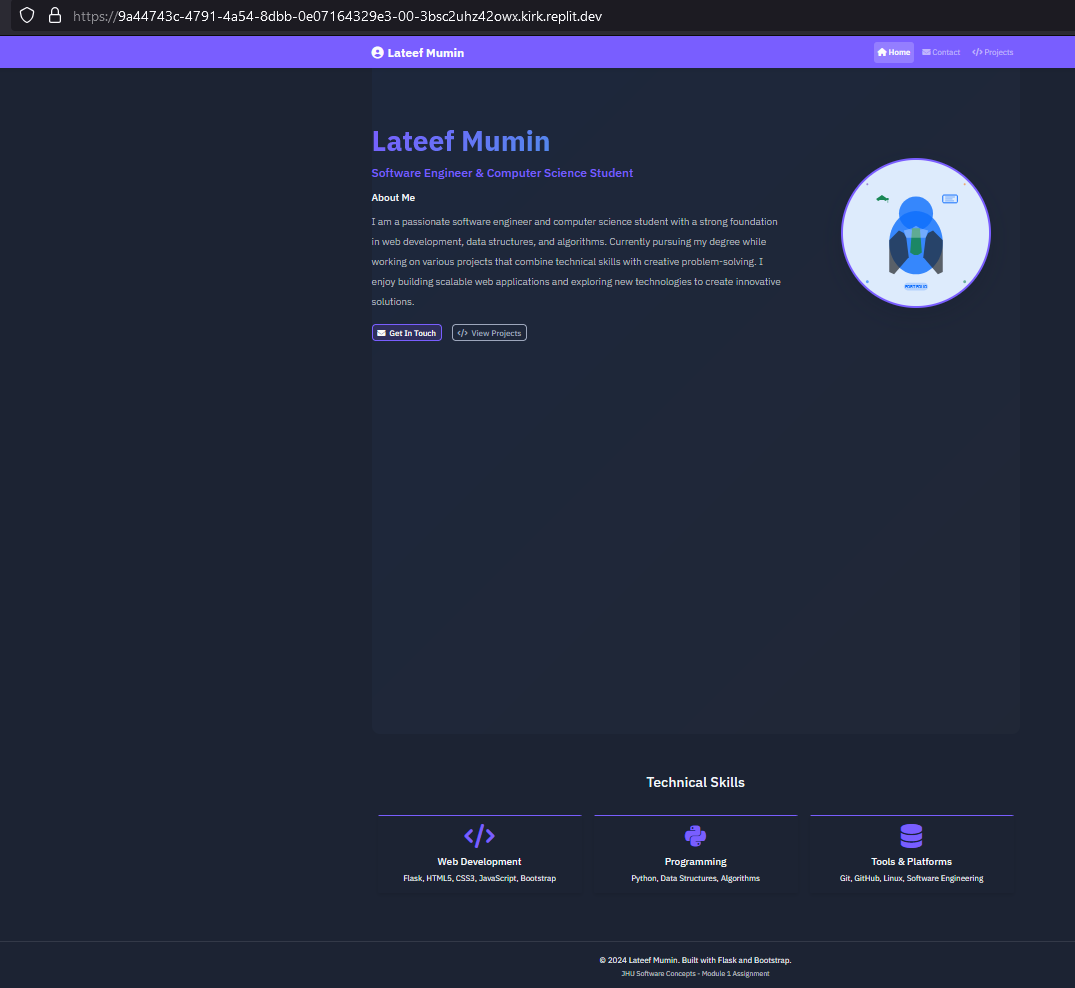 https://9a44743c-4791-4a54-8dbb-0e07164329e3-00-3bsc2uhz42owx.kirk.replit.dev
Lateef Mumin
Home Contact </> Projects
Lateef Mumin
Software Engineer & Computer Science Student
About Me
I am a passionate software engineer and computer science student with a strong foundation
in web development, data structures, and algorithms. Currently pursuing my degree while
working on various projects that combine technical skills with creative problem-solving. I
enjoy building scalable web applications and exploring new technologies to create innovative
solutions.
Get In Touch </> View Projects
Technical Skills
</>
Web Development
Flask, HTML5, CSS3, JavaScript, Bootstrap
Programming
Python, Data Structures, Algorithms
Tools & Platforms
Git, GitHub, Linux, Software Engineering
© 2024 Lateef Mumin. Built with Flask and Bootstrap.
JHU Software Concepts - Module 1 Assignment